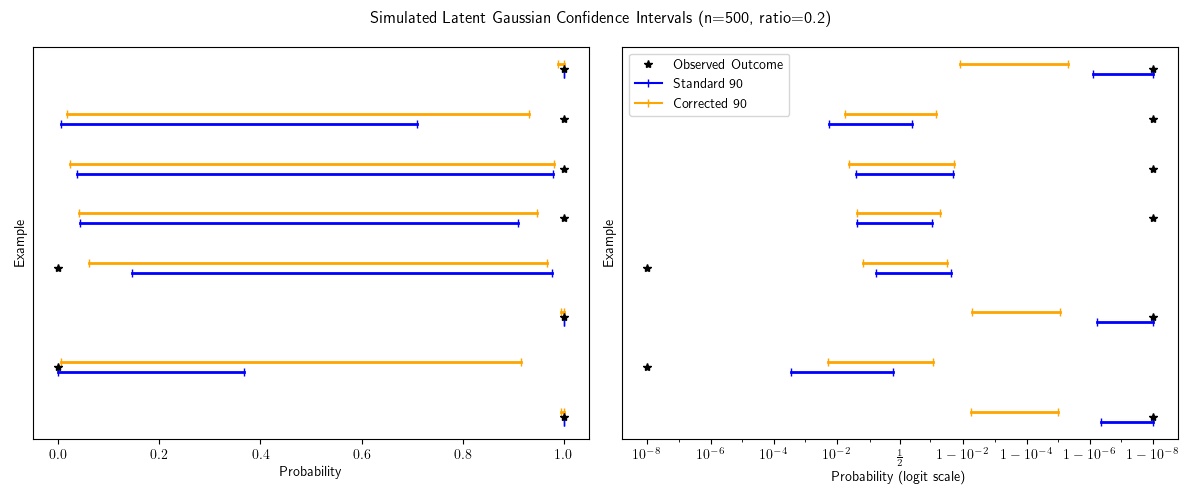 Simulated Latent Gaussian Confidence Intervals (n=500, ratio=0.2)
Example
0.0 0.2 0.4 0.6 0.8 1.0
Probability
Observed Outcome
Standard 90
Corrected 90
Example
10⁻⁸ 10⁻⁶ 10⁻⁴ 10⁻² ½ 1 − 10⁻² 1 − 10⁻⁴ 1 − 10⁻⁶ 1 − 10⁻⁸
Probability (logit scale)